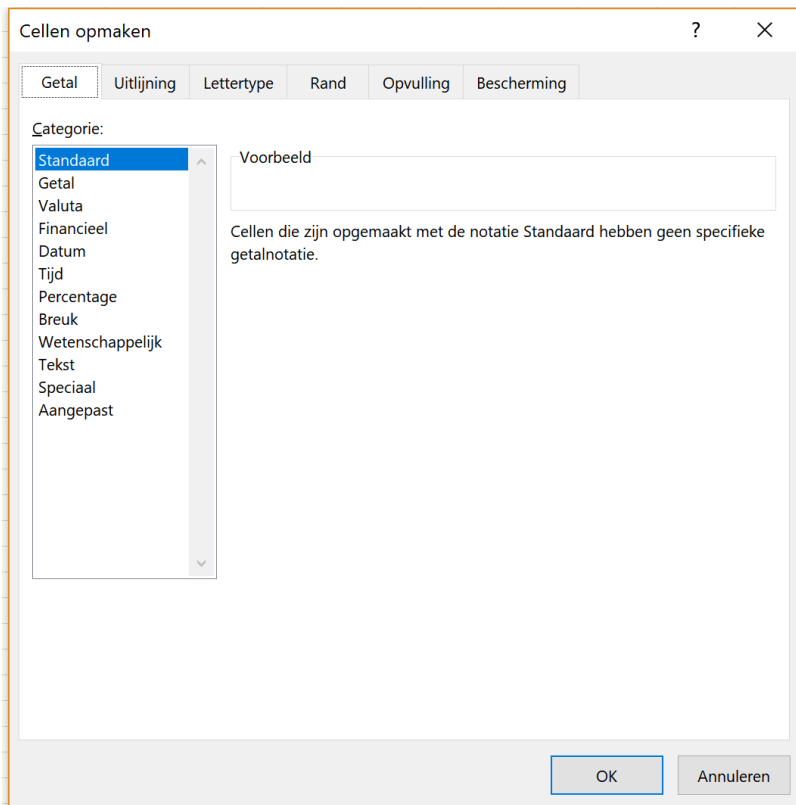 Cellen opmaken
?
Getal Uitlijning Lettertype Rand Opvulling Bescherming
Categorie:
Standaard
Getal
Valuta
Financieel
Datum
Tijd
Percentage
Breuk
Wetenschappelijk
Tekst
Speciaal
Aangepast
Voorbeeld
Cellen die zijn opgemaakt met de notatie Standaard hebben geen specifieke
getalnotatie.
OK Annuleren